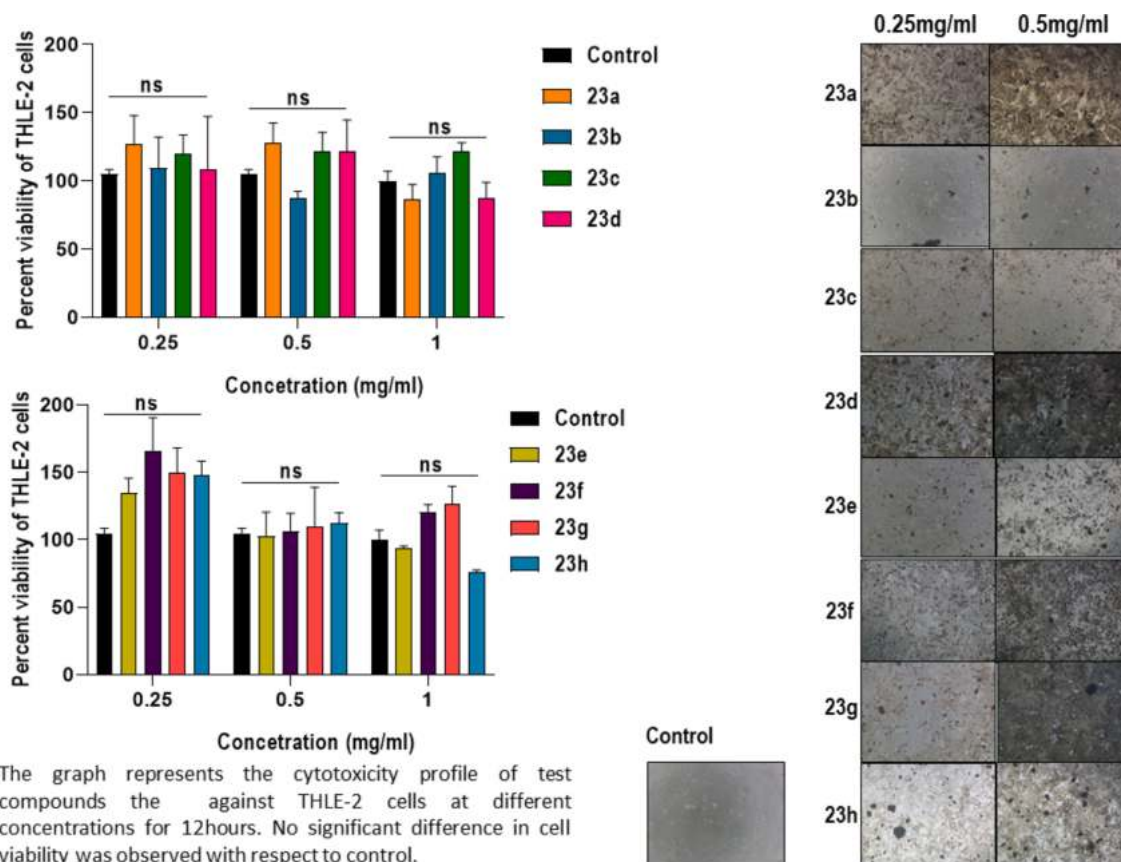 Percent viability of THLE-2 cells
200
150
100
50
0
ns
ns
ns
0.25
0.5
1
Concetration (mg/ml)
Control
23a
23b
23c
23d
Percent viability of THLE-2 cells
200
150
100
50
0
ns
ns
ns
0.25
0.5
1
Concetration (mg/ml)
Control
23e
23f
23g
23h
The graph represents the cytotoxicity profile of test
compounds the against THLE-2 cells at different
concentrations for 12hours. No significant difference in cell
viability was observed with respect to control.
Control
0.25mg/ml 0.5mg/ml
23a
23b
23c
23d
23e
23f
23g
23h